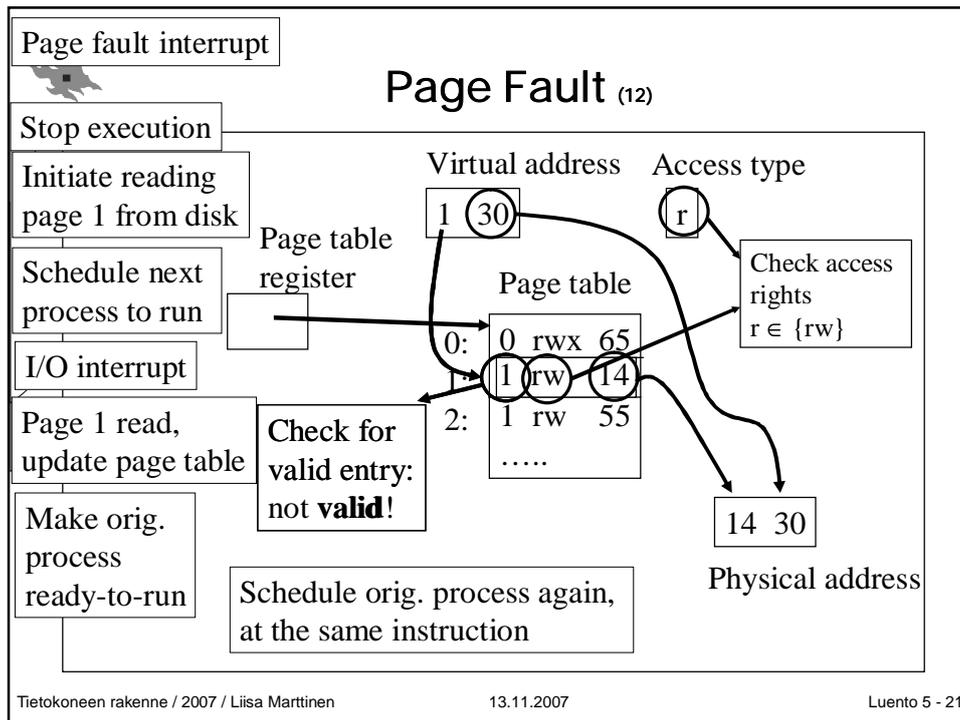 Page fault interrupt
Page Fault (12)
Stop execution
Initiate reading
page 1 from disk
Schedule next
process to run
I/O interrupt
Page 1 read,
update page table
Make orig.
process
ready-to-run
Virtual address
1 30
Access type
r
Page table
register
Page table
0: 0 rwx 65
1: 1 rw 14
2: 1 rw 55
.....
Check access
rights
r ∈ {rw}
Check for
valid entry:
not valid!
14 30
Physical address
Schedule orig. process again,
at the same instruction
Tietokoneen rakenne / 2007 / Liisa Marttinen
13.11.2007
Luento 5 - 21